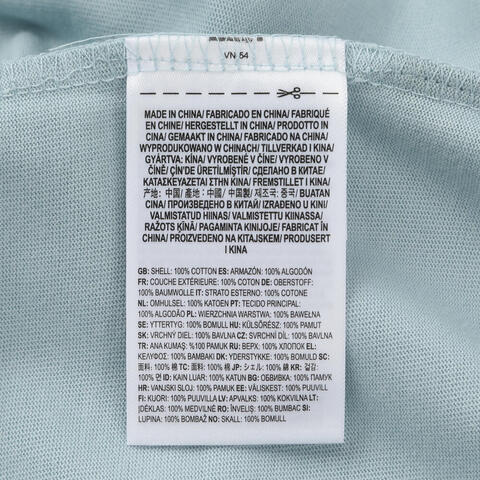 VN 54
MADE IN CHINA/ FABRICADO EN CHINA/ FABRIQUÉ
EN CHINE/ HERGESTELLT IN CHINA/ PRODOTTO IN
CINA/ GEMAAKT IN CHINA/ FABRICADO NA CHINA/
WYPRODUKOWANO W CHINACH/ TILLVERKAD I KINA/
GYÁRTVA: KÍNA/ VYROBENÉ V ČÍNE/ VYROBENO V
ČÍNĚ/ ÇİN'DE ÜRETİLMİŞTİR/ СДЕЛАНО В КИТАЕ/
ΚΑΤΑΣΚΕΥΑΖΕΤΑΙ ΣΤΗΝ ΚΙΝΑ/ FREMSTILLET I KINA/
产地: 中国/ 產地: 中國/ 中国製/ 제조국: 중국/ BUATAN
CINA/ ПРОИЗВЕДЕНО В КИТАЙ/ IZRAĐENO U KINI/
VALMISTATUD HIINAS/ VALMISTETTU KIINASSA/
RAŽOTS ĶĪNĀ/ PAGAMINTA KINIJOJE/ FABRICAT ÎN
CHINA/ PROIZVEDENO NA KITAJSKEM/ PRODUSERT
I KINA
GB: SHELL: 100% COTTON ES: ARMAZÓN: 100% ALGODÓN
FR: COUCHE EXTÉRIEURE: 100% COTON DE: OBERSTOFF:
100% BAUMWOLLE IT: STRATO ESTERNO: 100% COTONE
NL: OMHULSEL: 100% KATOEN PT: TECIDO PRINCIPAL:
100% ALGODÃO PL: WIERZCHNIA WARSTWA: 100% BAWEŁNA
SE: YTTERTYG: 100% BOMULL HU: KÜLSŐRÉSZ: 100% PAMUT
SK: VRCHNÝ DIEL: 100% BAVLNA CZ: SVRCHNÍ DÍL: 100% BAVLNA
TR: ANA KUMAŞ: %100 PAMUK RU: ВЕРХ: 100% ХЛОПОК EL:
ΚΕΛΥΦΟΣ: 100% ΒΑΜΒΑΚΙ DK: YDERSTYKKE: 100% BOMULD SC:
面料: 100% 棉 TC: 面料: 100% 棉 JP: シェル: 100% 綿 KR: 겉감:
100% 면 ID: KAIN LUAR: 100% KATUN BG: ОБВИВКА: 100% ПАМУК
HR: VANJSKI SLOJ: 100% PAMUK EE: VÄLISKEST: 100% PUUVILL
FI: KUORI: 100% PUUVILLA LV: APVALKS: 100% KOKVILNA LT:
ĮDĖKLAS: 100% MEDVILNĖ RO: ÎNVELIŞ: 100% BUMBAC SI:
LUPINA: 100% BOMBAŽ NO: SKALL: 100% BOMULL